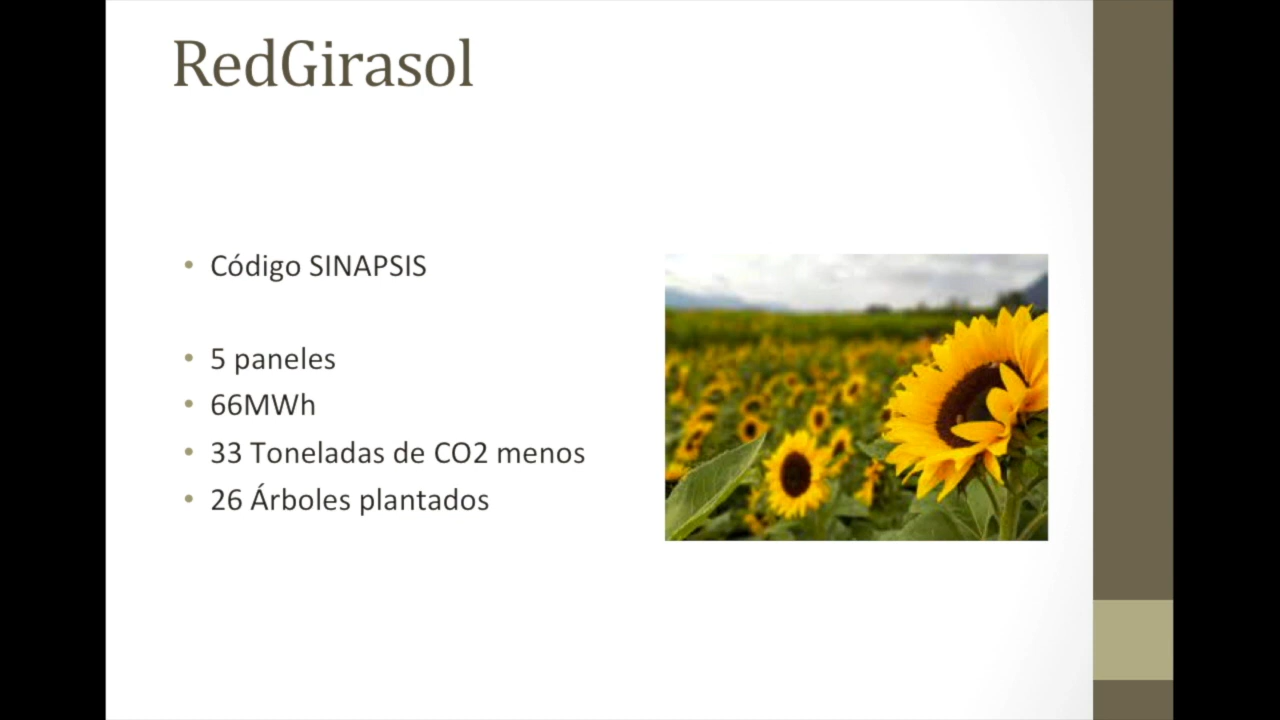 RedGirasol
• Código SINAPSIS
• 5 paneles
• 66MWh
• 33 Toneladas de CO2 menos
• 26 Árboles plantados